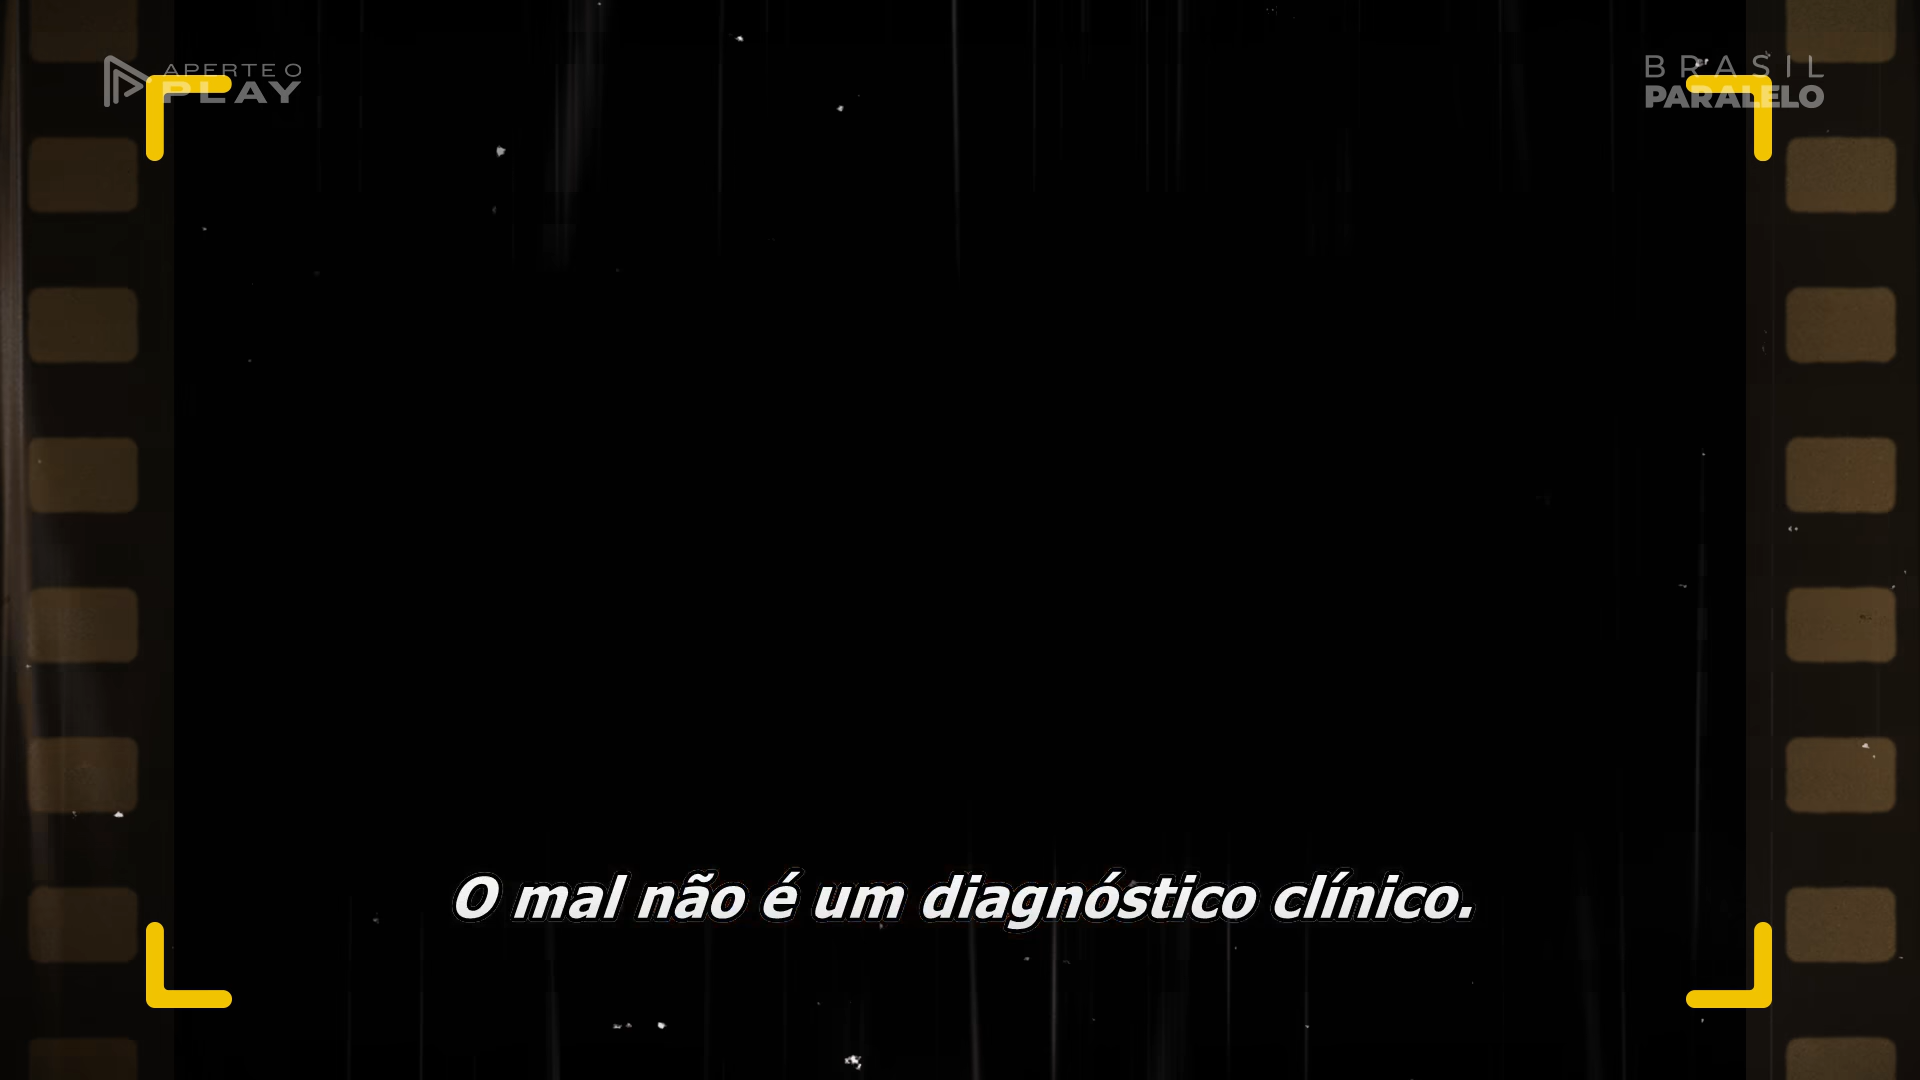 APERTE O
PLAY
BRASIL
PARALELO
O mal não é um diagnóstico clínico.